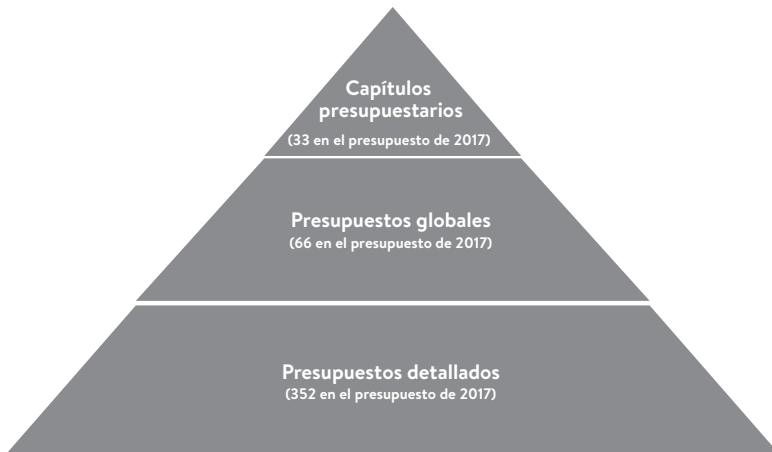 Capítulos
presupuestarios
(33 en el presupuesto de 2017)
Presupuestos globales
(66 en el presupuesto de 2017)
Presupuestos detallados
(352 en el presupuesto de 2017)